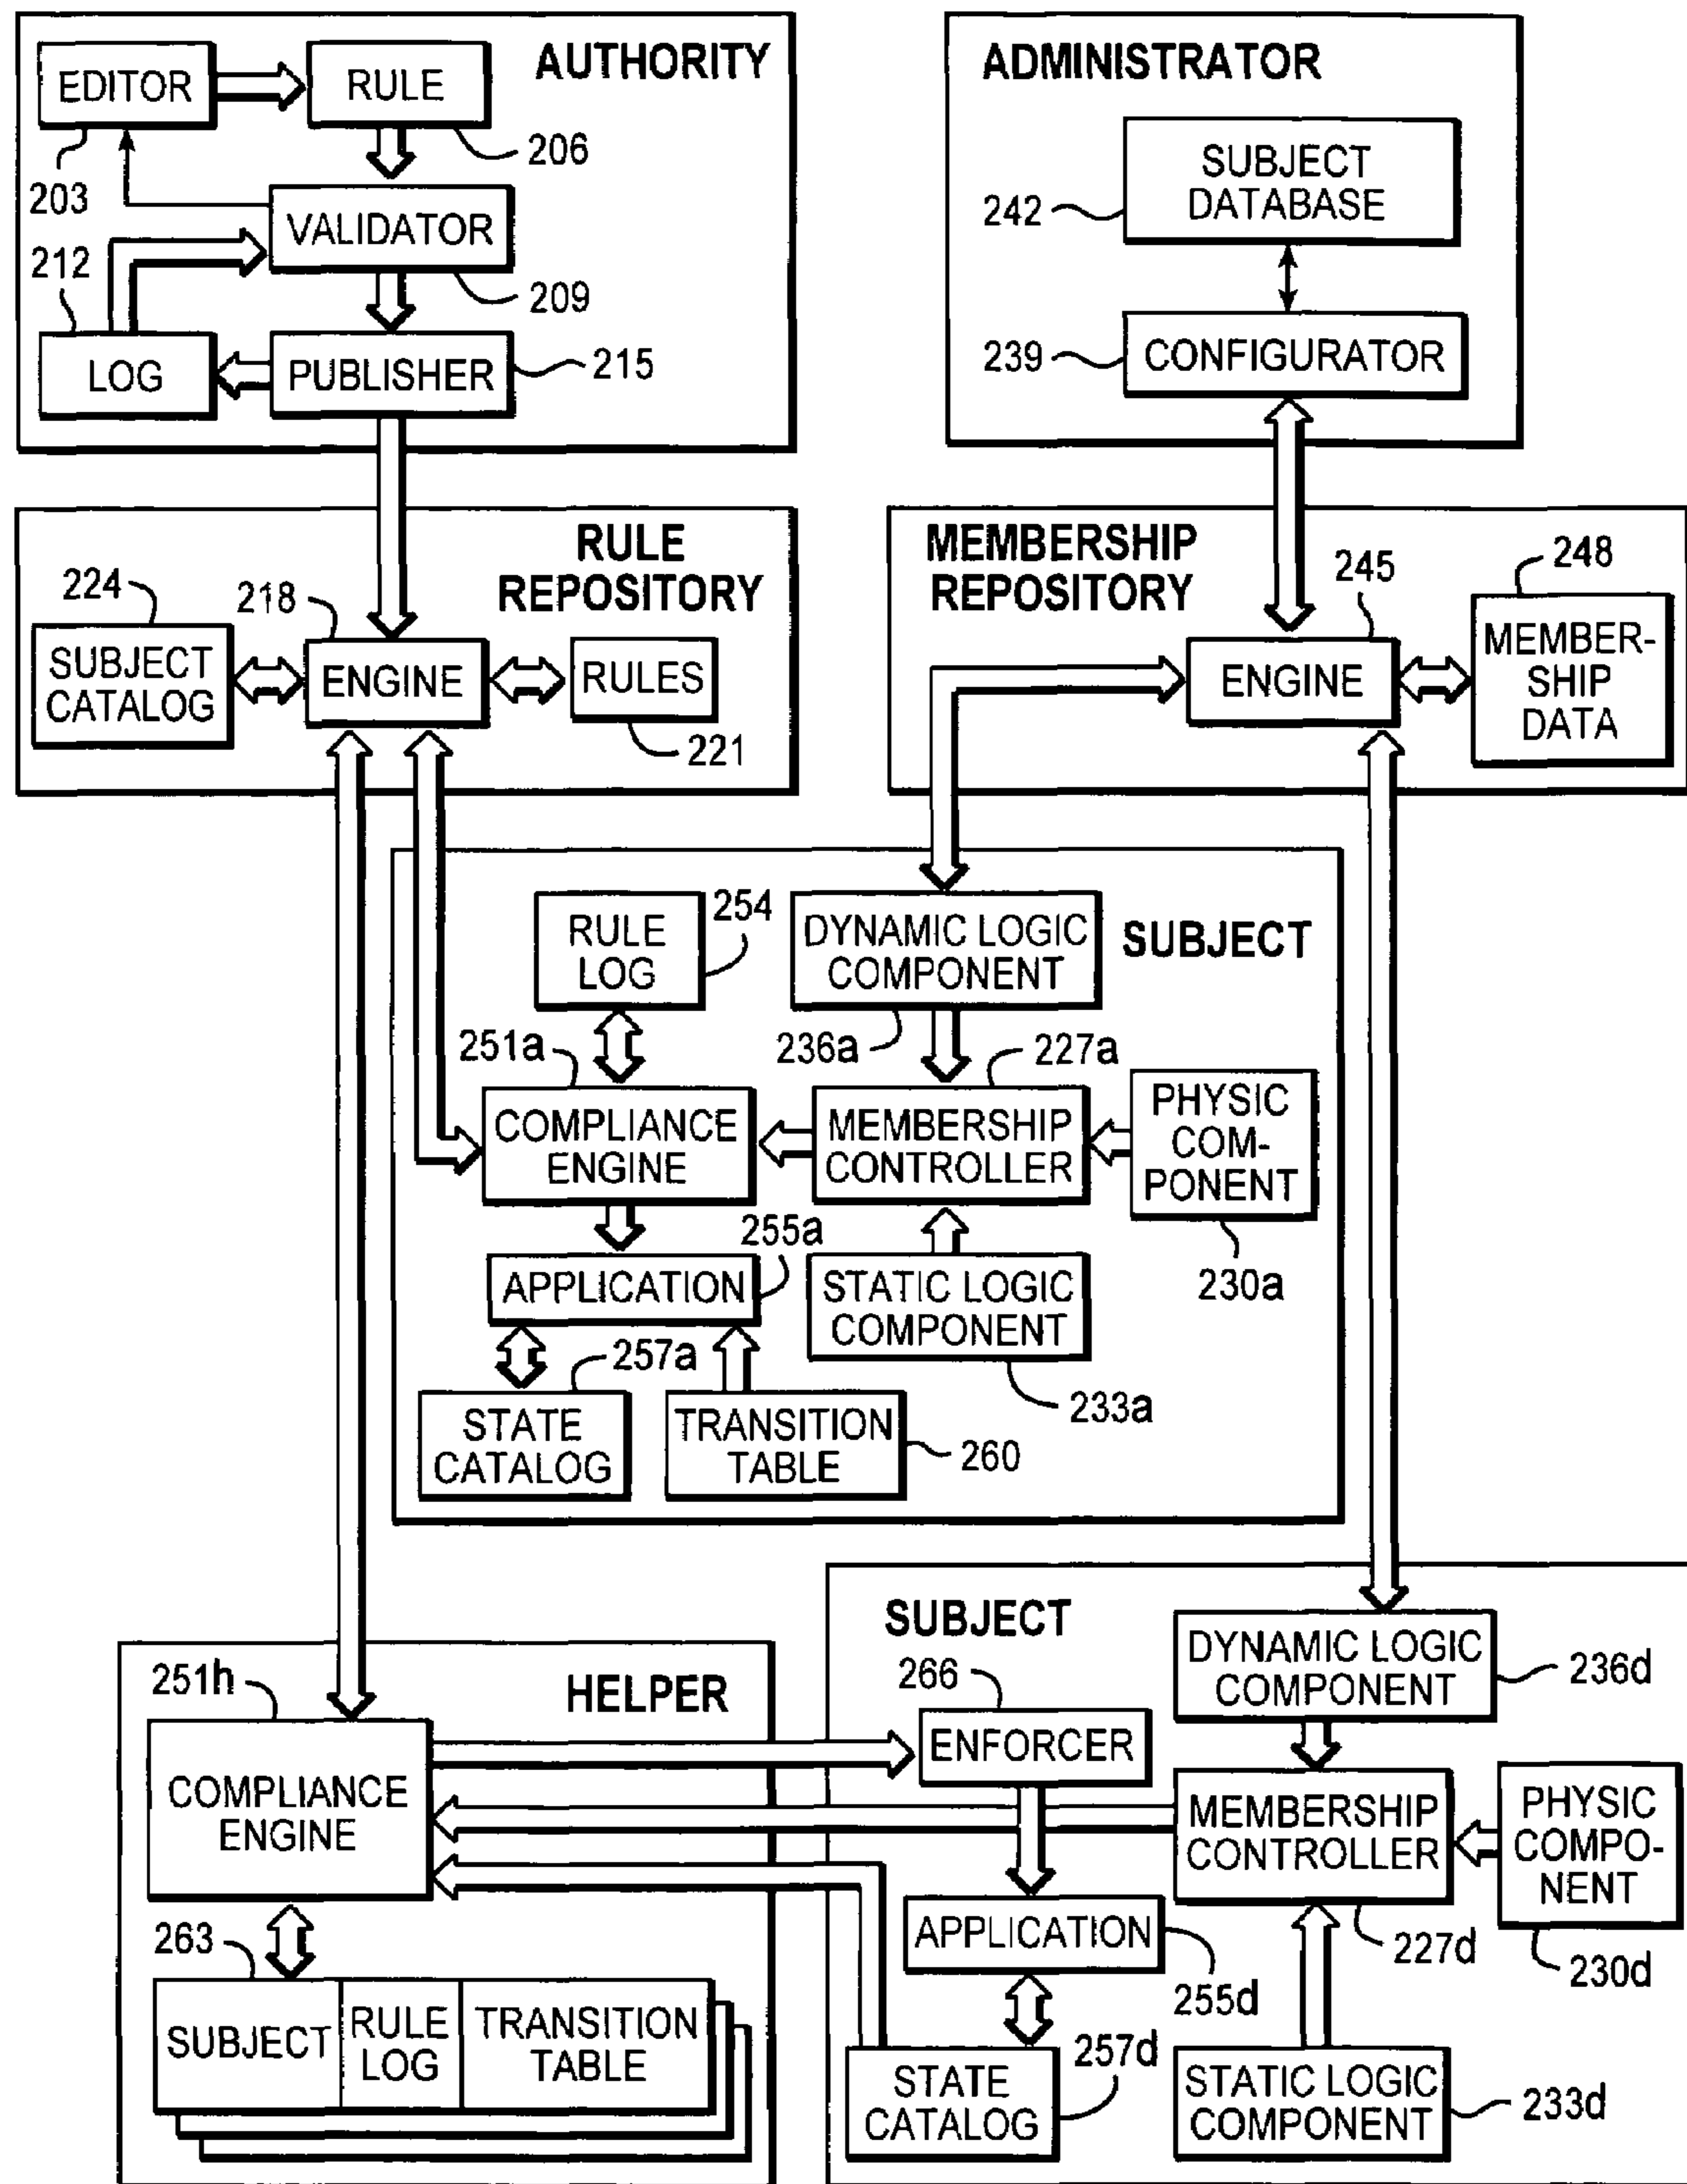 AUTHORITY
EDITOR
RULE
203
206
VALIDATOR
212
209
LOG
PUBLISHER
215
ADMINISTRATOR
SUBJECT
DATABASE
242
239
CONFIGURATOR
RULE
REPOSITORY
224
218
SUBJECT
CATALOG
ENGINE
RULES
221
MEMBERSHIP
REPOSITORY
245
248
ENGINE
MEMBER-
SHIP
DATA
SUBJECT
RULE
LOG
254
DYNAMIC LOGIC
COMPONENT
251a
236a
227a
COMPLIANCE
ENGINE
MEMBERSHIP
CONTROLLER
PHYSIC
COM-
PONENT
255a
230a
APPLICATION
STATIC LOGIC
COMPONENT
257a
233a
STATE
CATALOG
TRANSITION
TABLE
260
HELPER
251h
COMPLIANCE
ENGINE
263
SUBJECT
RULE
LOG
TRANSITION
TABLE
SUBJECT
266
ENFORCER
DYNAMIC LOGIC
COMPONENT
236d
MEMBERSHIP
CONTROLLER
PHYSIC
COMPO-
NENT
227d
230d
APPLICATION
255d
257d
STATE
CATALOG
STATIC LOGIC
COMPONENT
233d